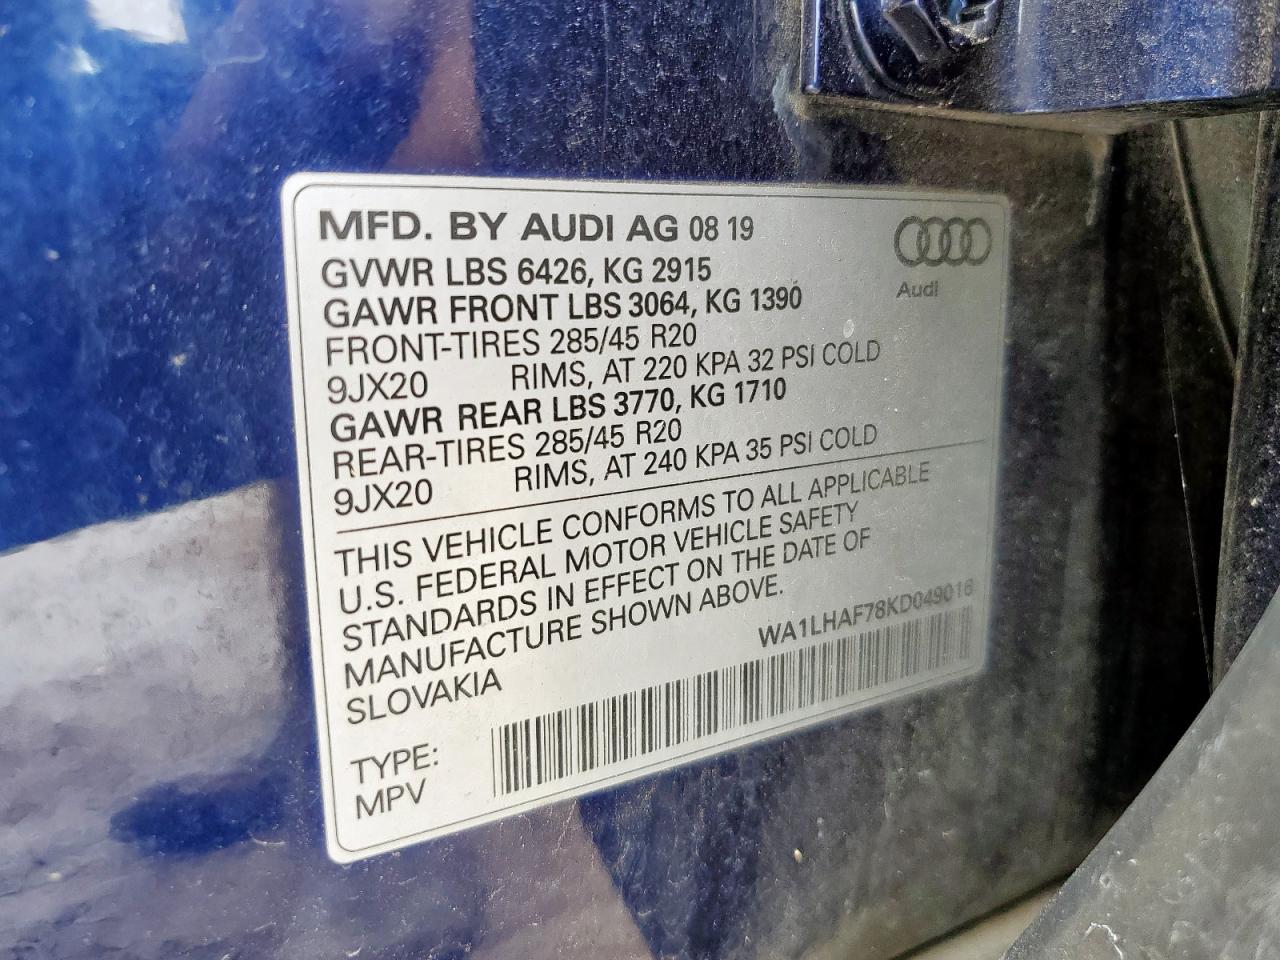 MFD. BY AUDI AG 08 19
Audi
GVWR LBS 6426, KG 2915
GAWR FRONT LBS 3064, KG 1390
FRONT-TIRES 285/45 R20
9JX20 RIMS, AT 220 KPA 32 PSI COLD
GAWR REAR LBS 3770, KG 1710
REAR-TIRES 285/45 R20
9JX20 RIMS, AT 240 KPA 35 PSI COLD
THIS VEHICLE CONFORMS TO ALL APPLICABLE
U.S. FEDERAL MOTOR VEHICLE SAFETY
STANDARDS IN EFFECT ON THE DATE OF
MANUFACTURE SHOWN ABOVE.
SLOVAKIA
WA1LHAF78KD049016
TYPE:
MPV